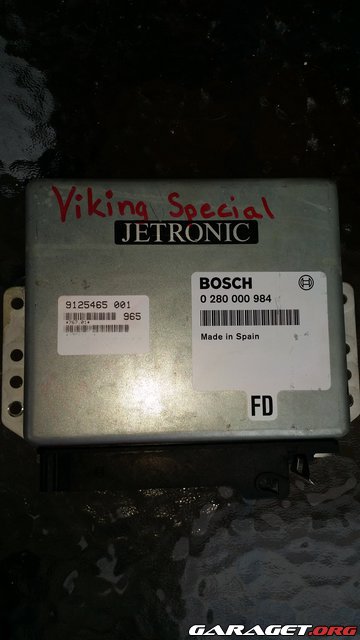 Viking Special
JETRONIC
BOSCH
0 280 000 984
Made in Spain
9125465 001
965
FD
GARAGET.ORG